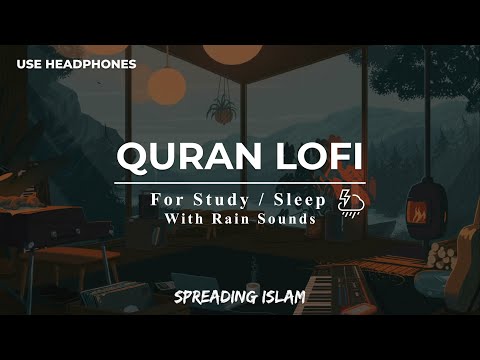 USE HEADPHONES
QURAN LOFI
For Study / Sleep
With Rain Sounds
SPREADING ISLAM